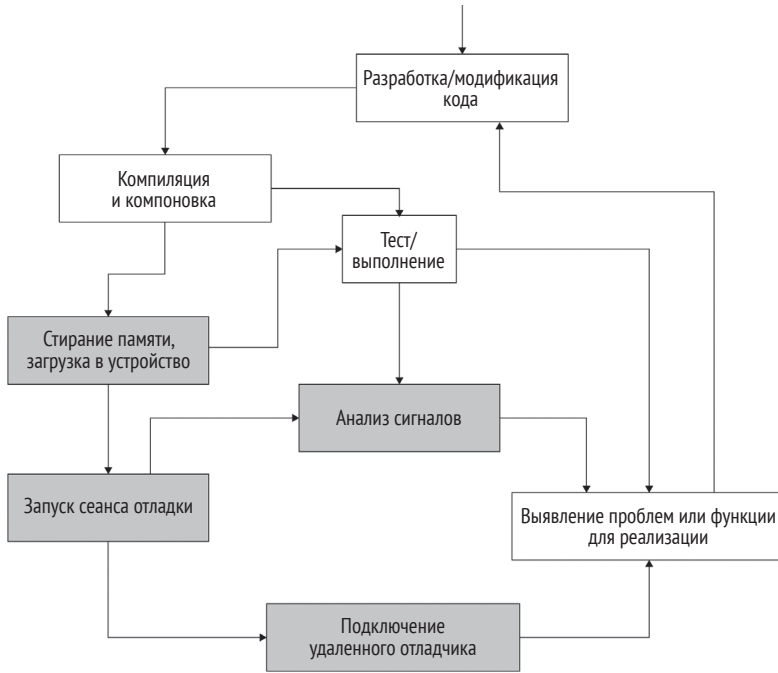 Разработка/модификация
кода
Компиляция
и компоновка
Тест/
выполнение
Стирание памяти,
загрузка в устройство
Анализ сигналов
Запуск сеанса отладки
Выявление проблем или функции
для реализации
Подключение
удаленного отладчика